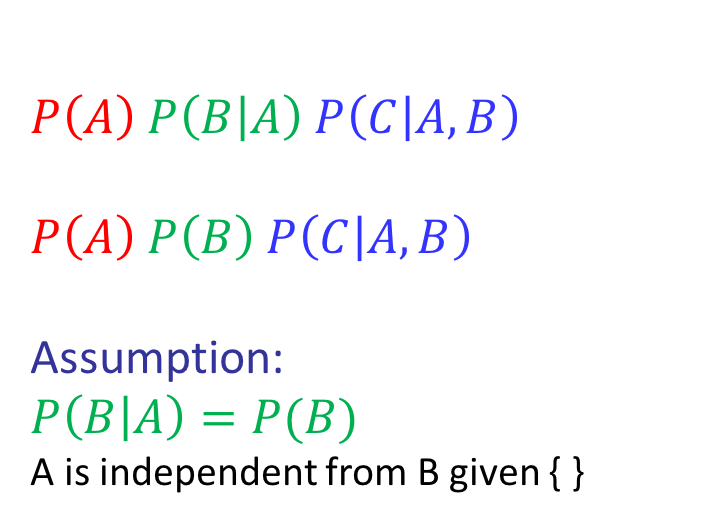 P(A) P(B|A) P(C|A, B)
P(A) P(B) P(C|A, B)
Assumption:
P(B|A) = P(B)
A is independent from B given { }